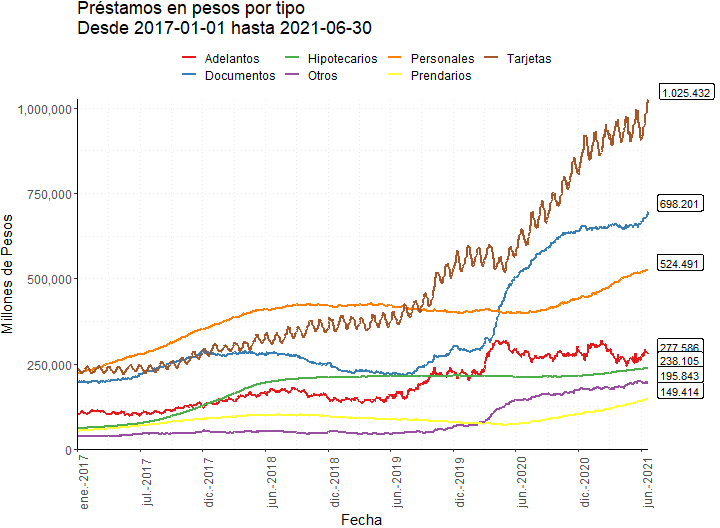 Préstamos en pesos por tipo
Desde 2017-01-01 hasta 2021-06-30
Adelantos Hipotecarios Personales Tarjetas
Documentos Otros Prendarios
Millones de Pesos
1,000,000
750,000
500,000
250,000
0
1.025.432
698.201
524.491
277.586
238.105
195.843
149.414
ene.-2017
jul.-2017
dic.-2017
jun.-2018
dic.-2018
jun.-2019
dic.-2019
jun.-2020
dic.-2020
jun.-2021
Fecha